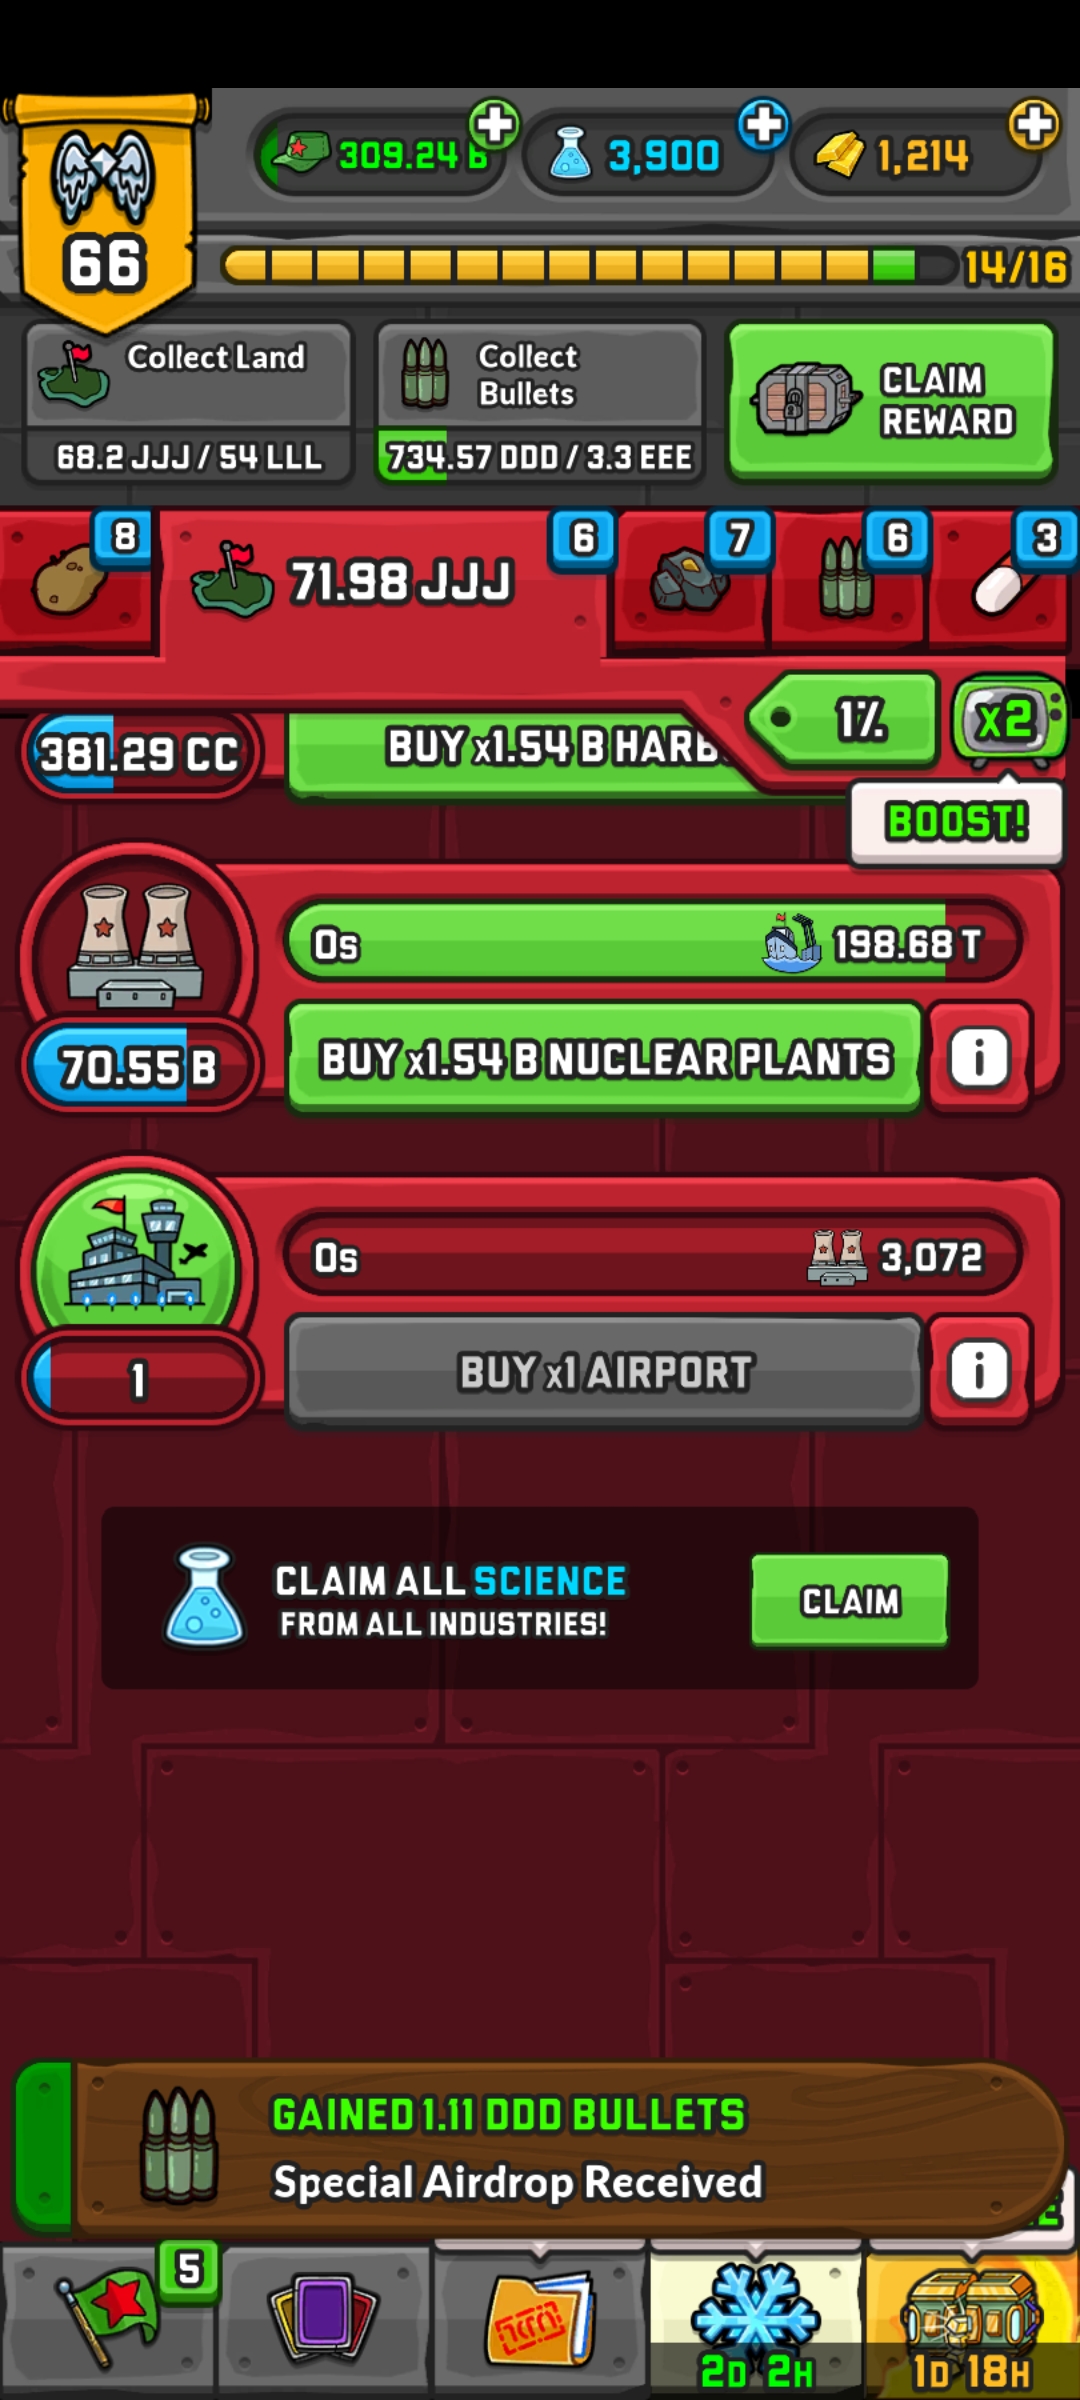 309.24 B
3,900
1,214
66
14/16
Collect Land
68.2 JJJ / 54 LLL
Collect
Bullets
734.57 DDD / 3.3 EEE
CLAIM
REWARD
8
71.98 JJJ
6
7
6
3
381.29 CC
BUY x1.54 B HARB
1%
x2
BOOST!
0s
198.68 T
70.55 B
BUY x1.54 B NUCLEAR PLANTS
i
0s
3,072
1
BUY x1 AIRPORT
i
CLAIM ALL SCIENCE
FROM ALL INDUSTRIES!
CLAIM
GAINED 1.11 DDD BULLETS
Special Airdrop Received
5
2D 2H
1D 18H